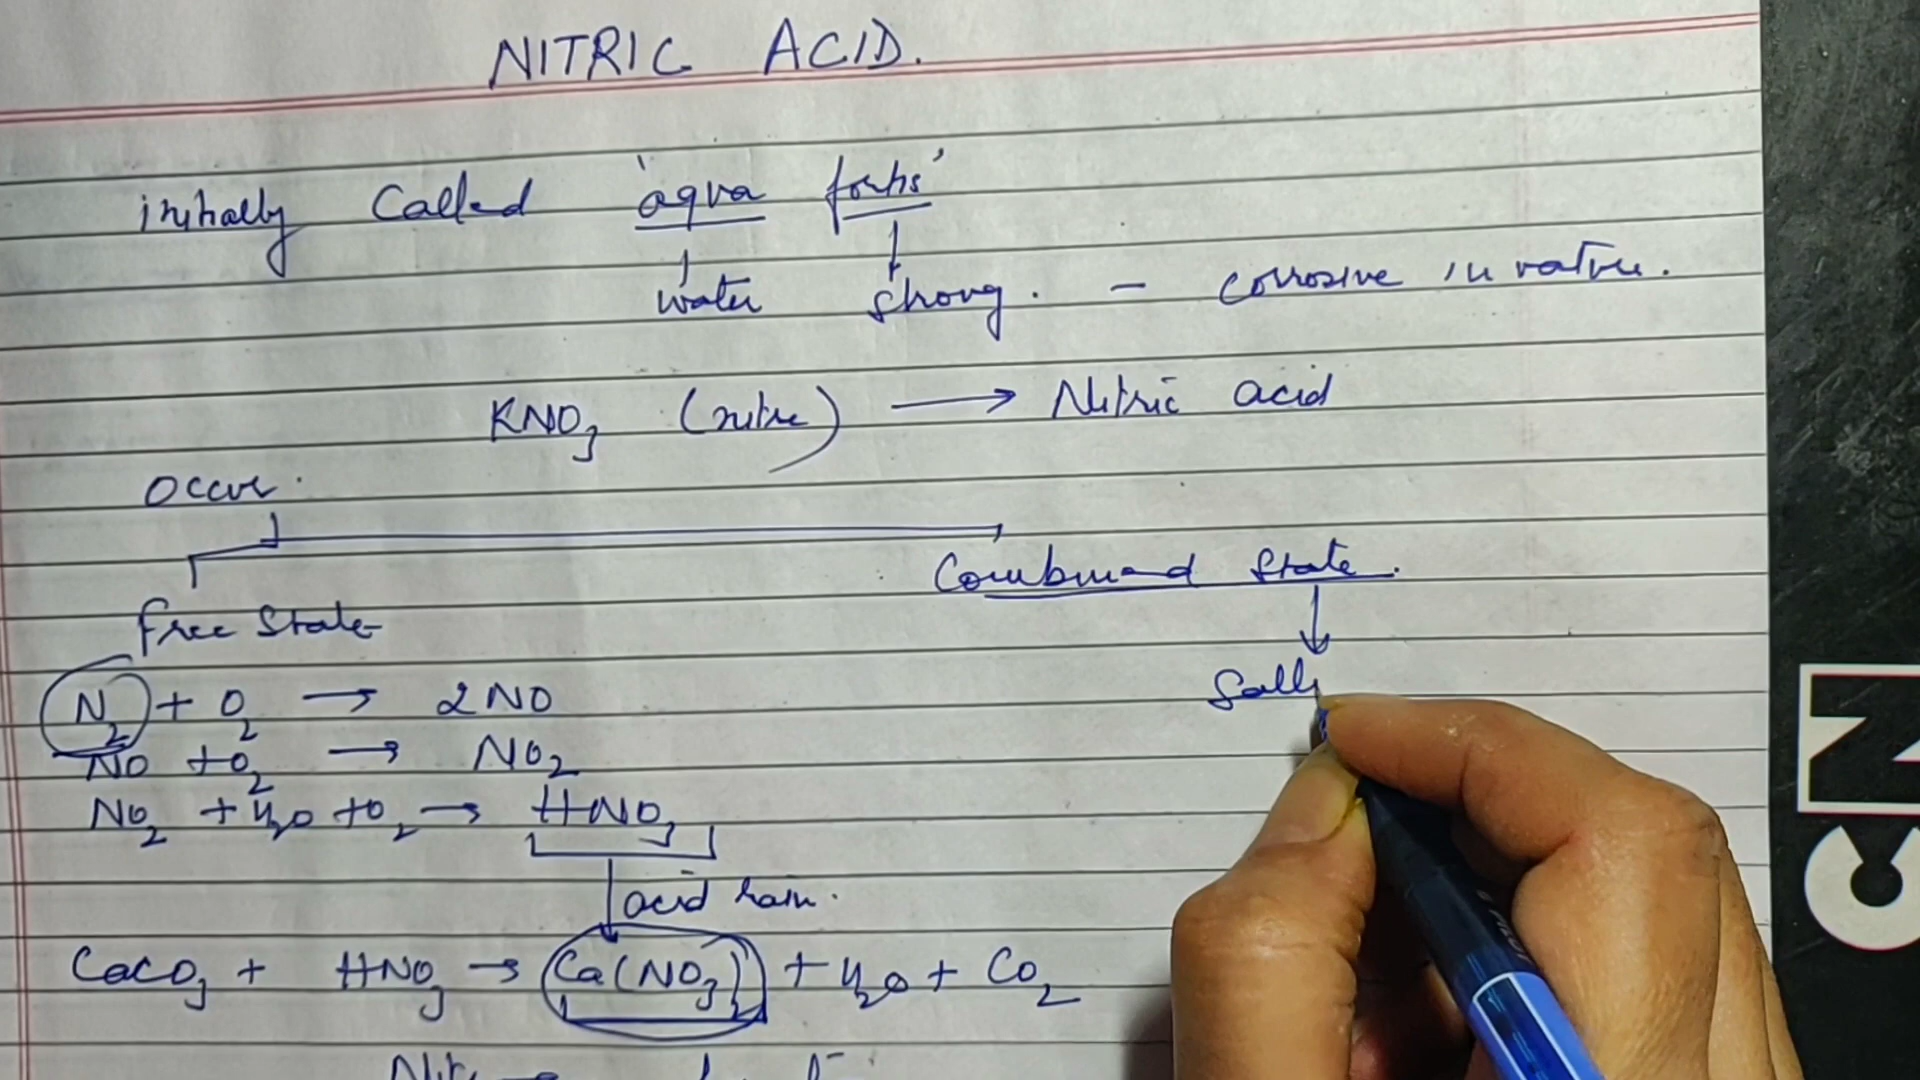 NITRIC ACID.
initially called 'aqua fortis'
water strong. - corrosive in nature.
KNO3 (nitre) → Nitric acid
Occur.
Combined State.
free State
Salt
N2 + O2 → 2NO
NO + O2 → NO2
NO2 + H2O + O2 → HNO3
acid rain.
CaCO3 + HNO3 → Ca(NO3)2 + H2O + CO2
CN